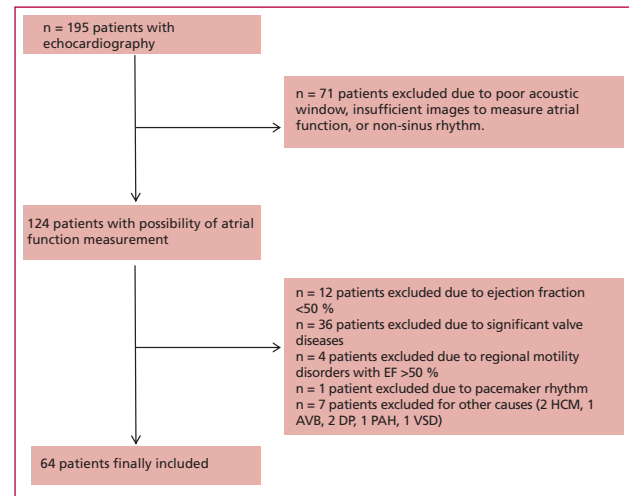 n = 195 patients with
echocardiography
n = 71 patients excluded due to poor acoustic
window, insufficient images to measure atrial
function, or non-sinus rhythm.
124 patients with possibility of atrial
function measurement
n = 12 patients excluded due to ejection fraction
<50 %
n = 36 patients excluded due to significant valve
diseases
n = 4 patients excluded due to regional motility
disorders with EF >50 %
n = 1 patient excluded due to pacemaker rhythm
n = 7 patients excluded for other causes (2 HCM, 1
AVB, 2 DP, 1 PAH, 1 VSD)
64 patients finally included